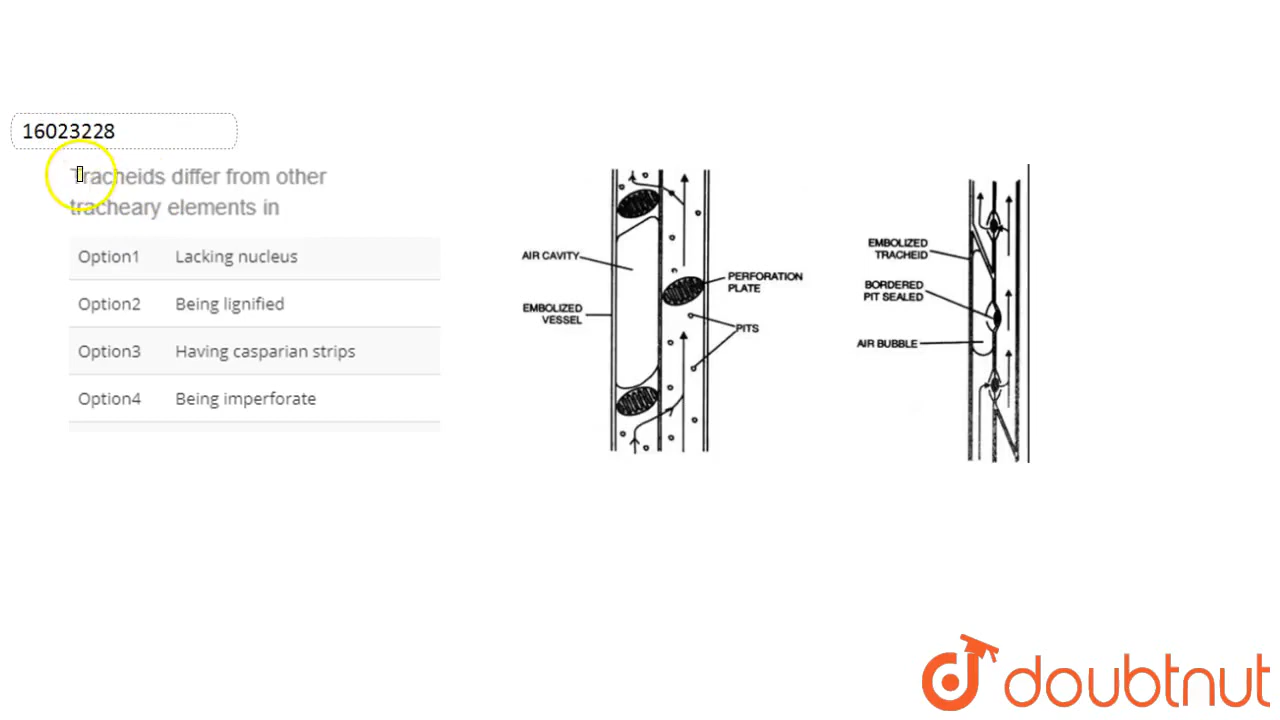 16023228
Tracheids differ from other
tracheary elements in
Option1 Lacking nucleus
Option2 Being lignified
Option3 Having casparian strips
Option4 Being imperforate
AIR CAVITY
EMBOLIZED
VESSEL
PERFORATION
PLATE
PITS
EMBOLIZED
TRACHEID
BORDERED
PIT SEALED
AIR BUBBLE
doubtnut